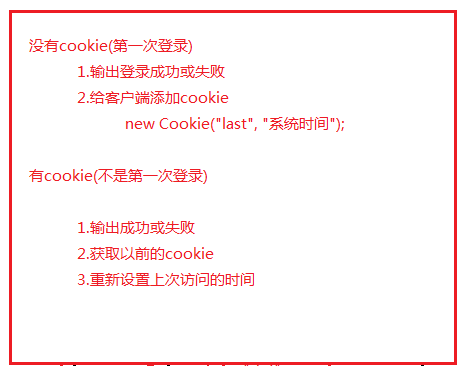 没有cookie(第一次登录)
1.输出登录成功或失败
2.给客户端添加cookie
new Cookie("last", "系统时间");
有cookie(不是第一次登录)
1.输出成功或失败
2.获取以前的cookie
3.重新设置上次访问的时间